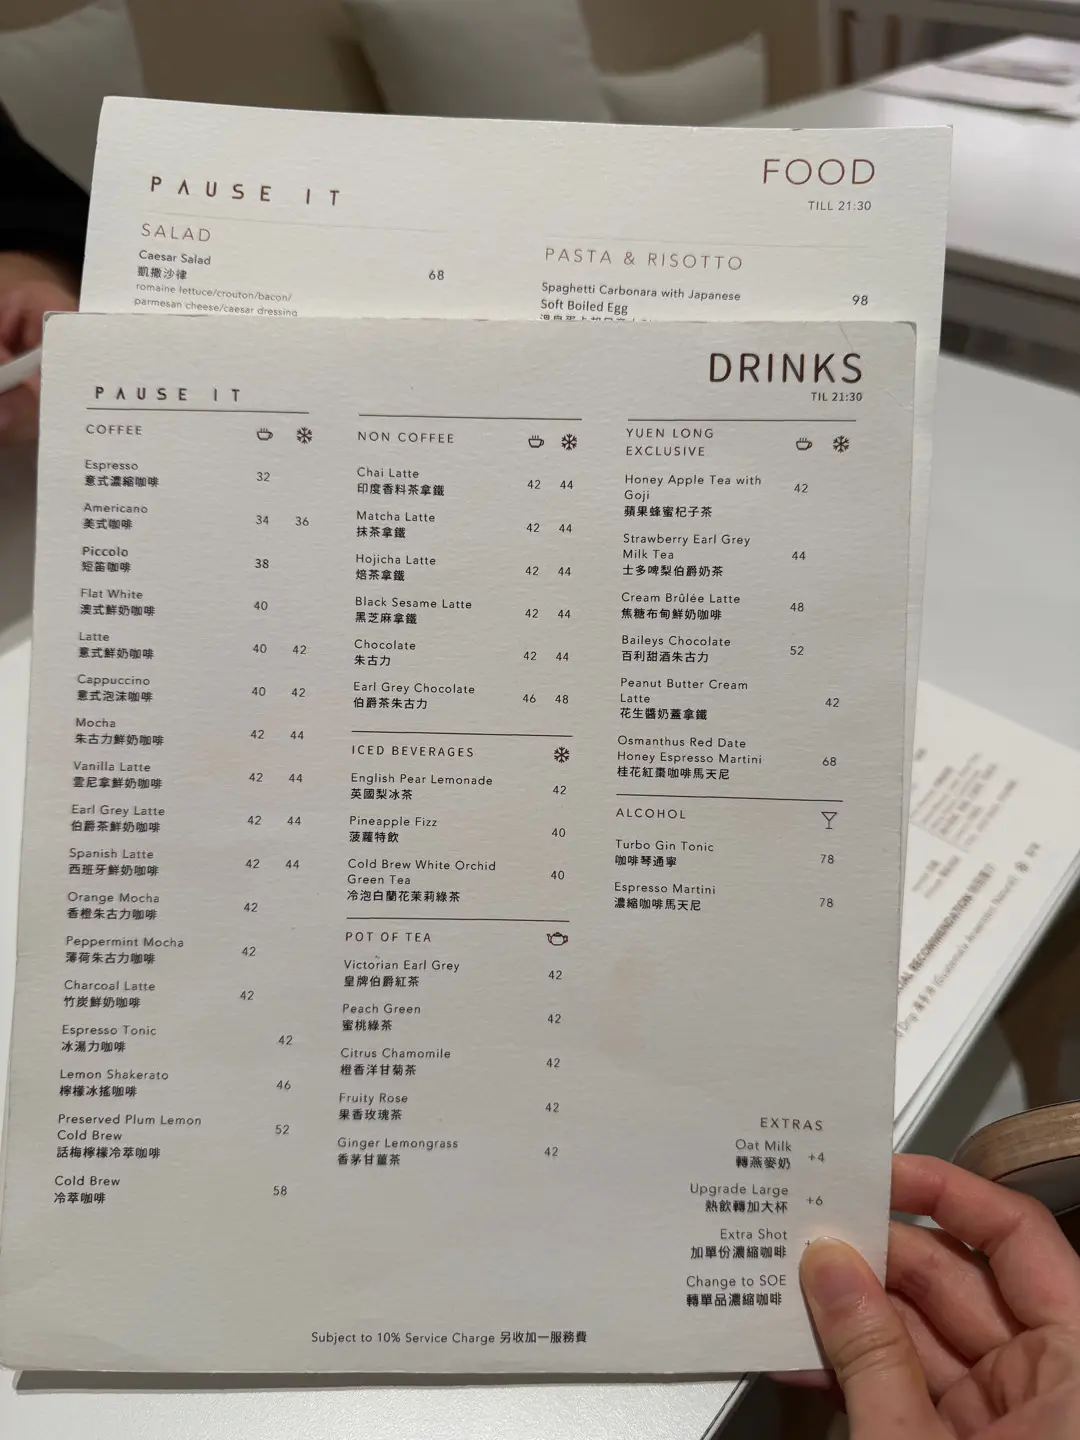 PAUSE IT
FOOD
TILL 21:30
SALAD
Caesar Salad
凱撒沙律
68
romaine lettuce/crouton/bacon/
parmesan cheese/caesar dressing
PASTA & RISOTTO
Spaghetti Carbonara with Japanese
Soft Boiled Egg
98
PAUSE IT
DRINKS
TIL 21:30
COFFEE
Espresso
意式濃縮咖啡
32
Americano
美式咖啡
34 36
Piccolo
短笛咖啡
38
Flat White
澳式鮮奶咖啡
40
Latte
意式鮮奶咖啡
40 42
Cappuccino
意式泡沫咖啡
40 42
Mocha
朱古力鮮奶咖啡
42 44
Vanilla Latte
雲尼拿鮮奶咖啡
42 44
Earl Grey Latte
伯爵茶鮮奶咖啡
42 44
Spanish Latte
西班牙鮮奶咖啡
42 44
Orange Mocha
香橙朱古力咖啡
42
Peppermint Mocha
薄荷朱古力咖啡
42
Charcoal Latte
竹炭鮮奶咖啡
42
Espresso Tonic
冰湯力咖啡
42
Lemon Shakerato
檸檬冰搖咖啡
46
Preserved Plum Lemon
Cold Brew
話梅檸檬冷萃咖啡
52
Cold Brew
冷萃咖啡
58
NON COFFEE
Chai Latte
印度香料茶拿鐵
42 44
Matcha Latte
抹茶拿鐵
42 44
Hojicha Latte
焙茶拿鐵
42 44
Black Sesame Latte
黑芝麻拿鐵
42 44
Chocolate
朱古力
42 44
Earl Grey Chocolate
伯爵茶朱古力
46 48
ICED BEVERAGES
English Pear Lemonade
英國梨冰茶
42
Pineapple Fizz
菠蘿特飲
40
Cold Brew White Orchid
Green Tea
冷泡白蘭花茉莉綠茶
40
POT OF TEA
Victorian Earl Grey
皇牌伯爵紅茶
42
Peach Green
蜜桃綠茶
42
Citrus Chamomile
橙香洋甘菊茶
42
Fruity Rose
果香玫瑰茶
42
Ginger Lemongrass
香茅甘薑茶
42
YUEN LONG
EXCLUSIVE
Honey Apple Tea with
Goji
蘋果蜂蜜杞子茶
42
Strawberry Earl Grey
Milk Tea
士多啤梨伯爵奶茶
44
Cream Brûlée Latte
焦糖布甸鮮奶咖啡
48
Baileys Chocolate
百利甜酒朱古力
52
Peanut Butter Cream
Latte
花生醬奶蓋拿鐵
42
Osmanthus Red Date
Honey Espresso Martini
桂花紅棗咖啡馬天尼
68
ALCOHOL
Turbo Gin Tonic
咖啡琴通寧
78
Espresso Martini
濃縮咖啡馬天尼
78
EXTRAS
Oat Milk
轉燕麥奶
+4
Upgrade Large
熱飲轉加大杯
+6
Extra Shot
加單份濃縮咖啡
Change to SOE
轉單品濃縮咖啡
Subject to 10% Service Charge 另收加一服務費
RECOMMENDATION